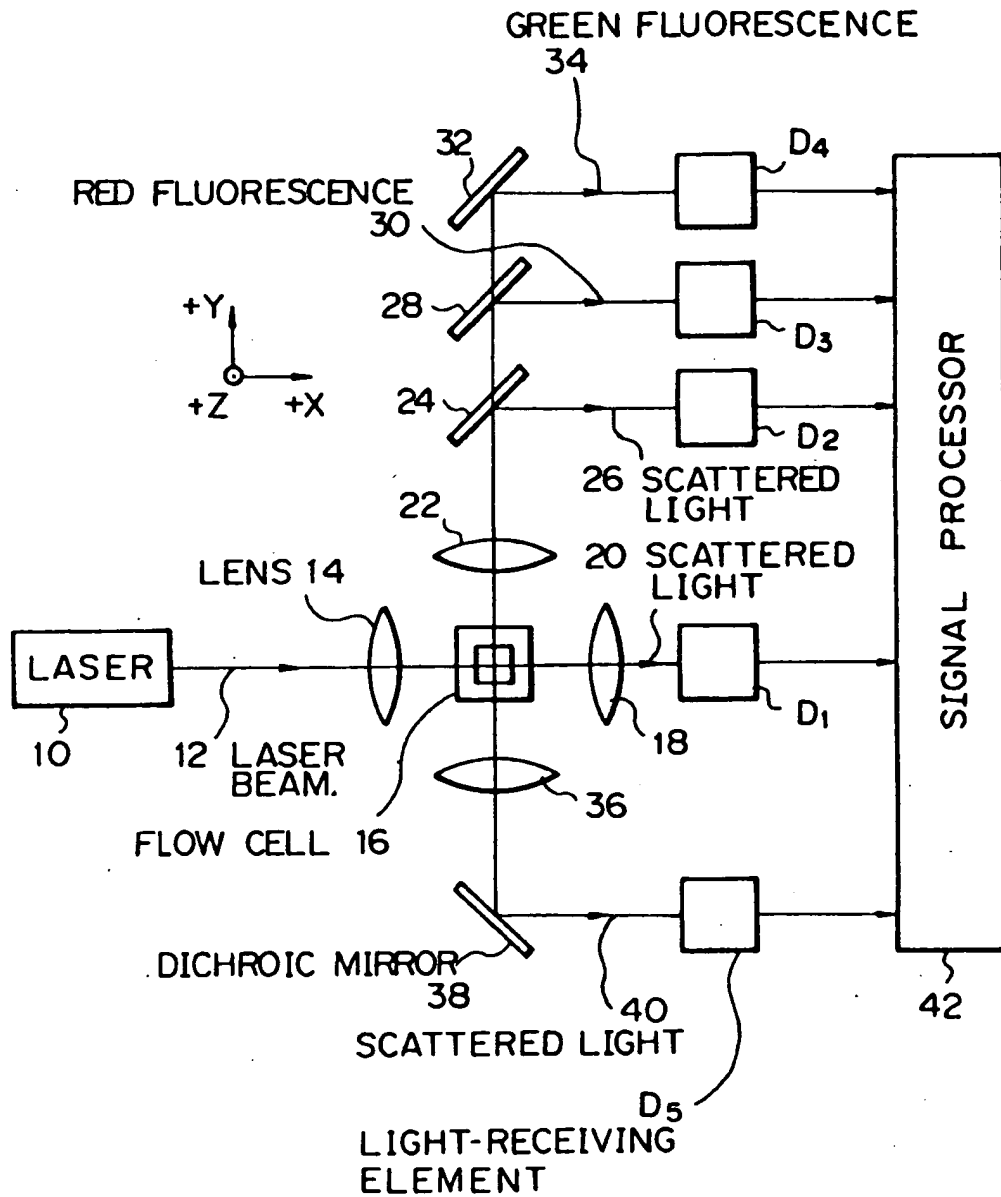 GREEN FLUORESCENCE
34
32
D4
RED FLUORESCENCE
30
28
D3
+Y
+Z
+X
24
D2
26 SCATTERED
LIGHT
22
20 SCATTERED
LIGHT
LENS 14
LASER
10
12 LASER
BEAM.
18
D1
SIGNAL PROCESSOR
36
FLOW CELL 16
DICHROIC MIRROR
38
40
42
SCATTERED LIGHT
D5
LIGHT-RECEIVING
ELEMENT